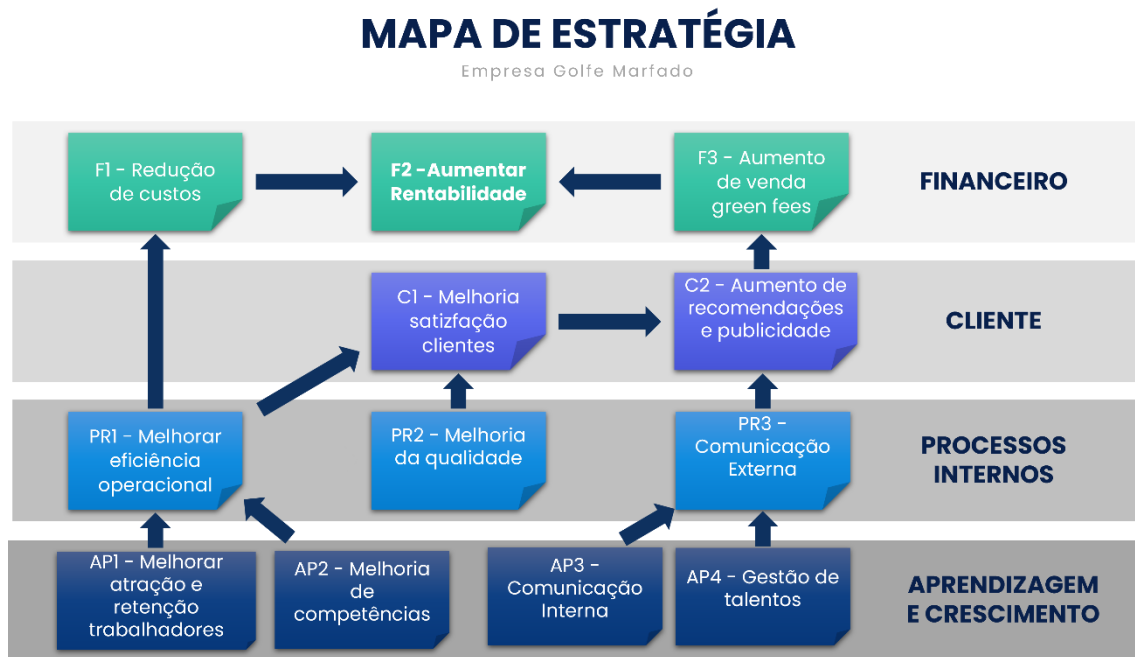 MAPA DE ESTRATÉGIA
Empresa Golfe Marfado
F1 - Redução
de custos
F2 -Aumentar
Rentabilidade
F3 - Aumento
de venda
green fees
FINANCEIRO
C1 - Melhoria
satizfação
clientes
C2 - Aumento de
recomendações
e publicidade
CLIENTE
PR1 - Melhorar
eficiência
operacional
PR2 - Melhoria
da qualidade
PR3 -
Comunicação
Externa
PROCESSOS
INTERNOS
AP1 - Melhorar
atração e
retenção
trabalhadores
AP2 - Melhoria
de
competências
AP3 -
Comunicação
Interna
AP4 - Gestão de
talentos
APRENDIZAGEM
E CRESCIMENTO